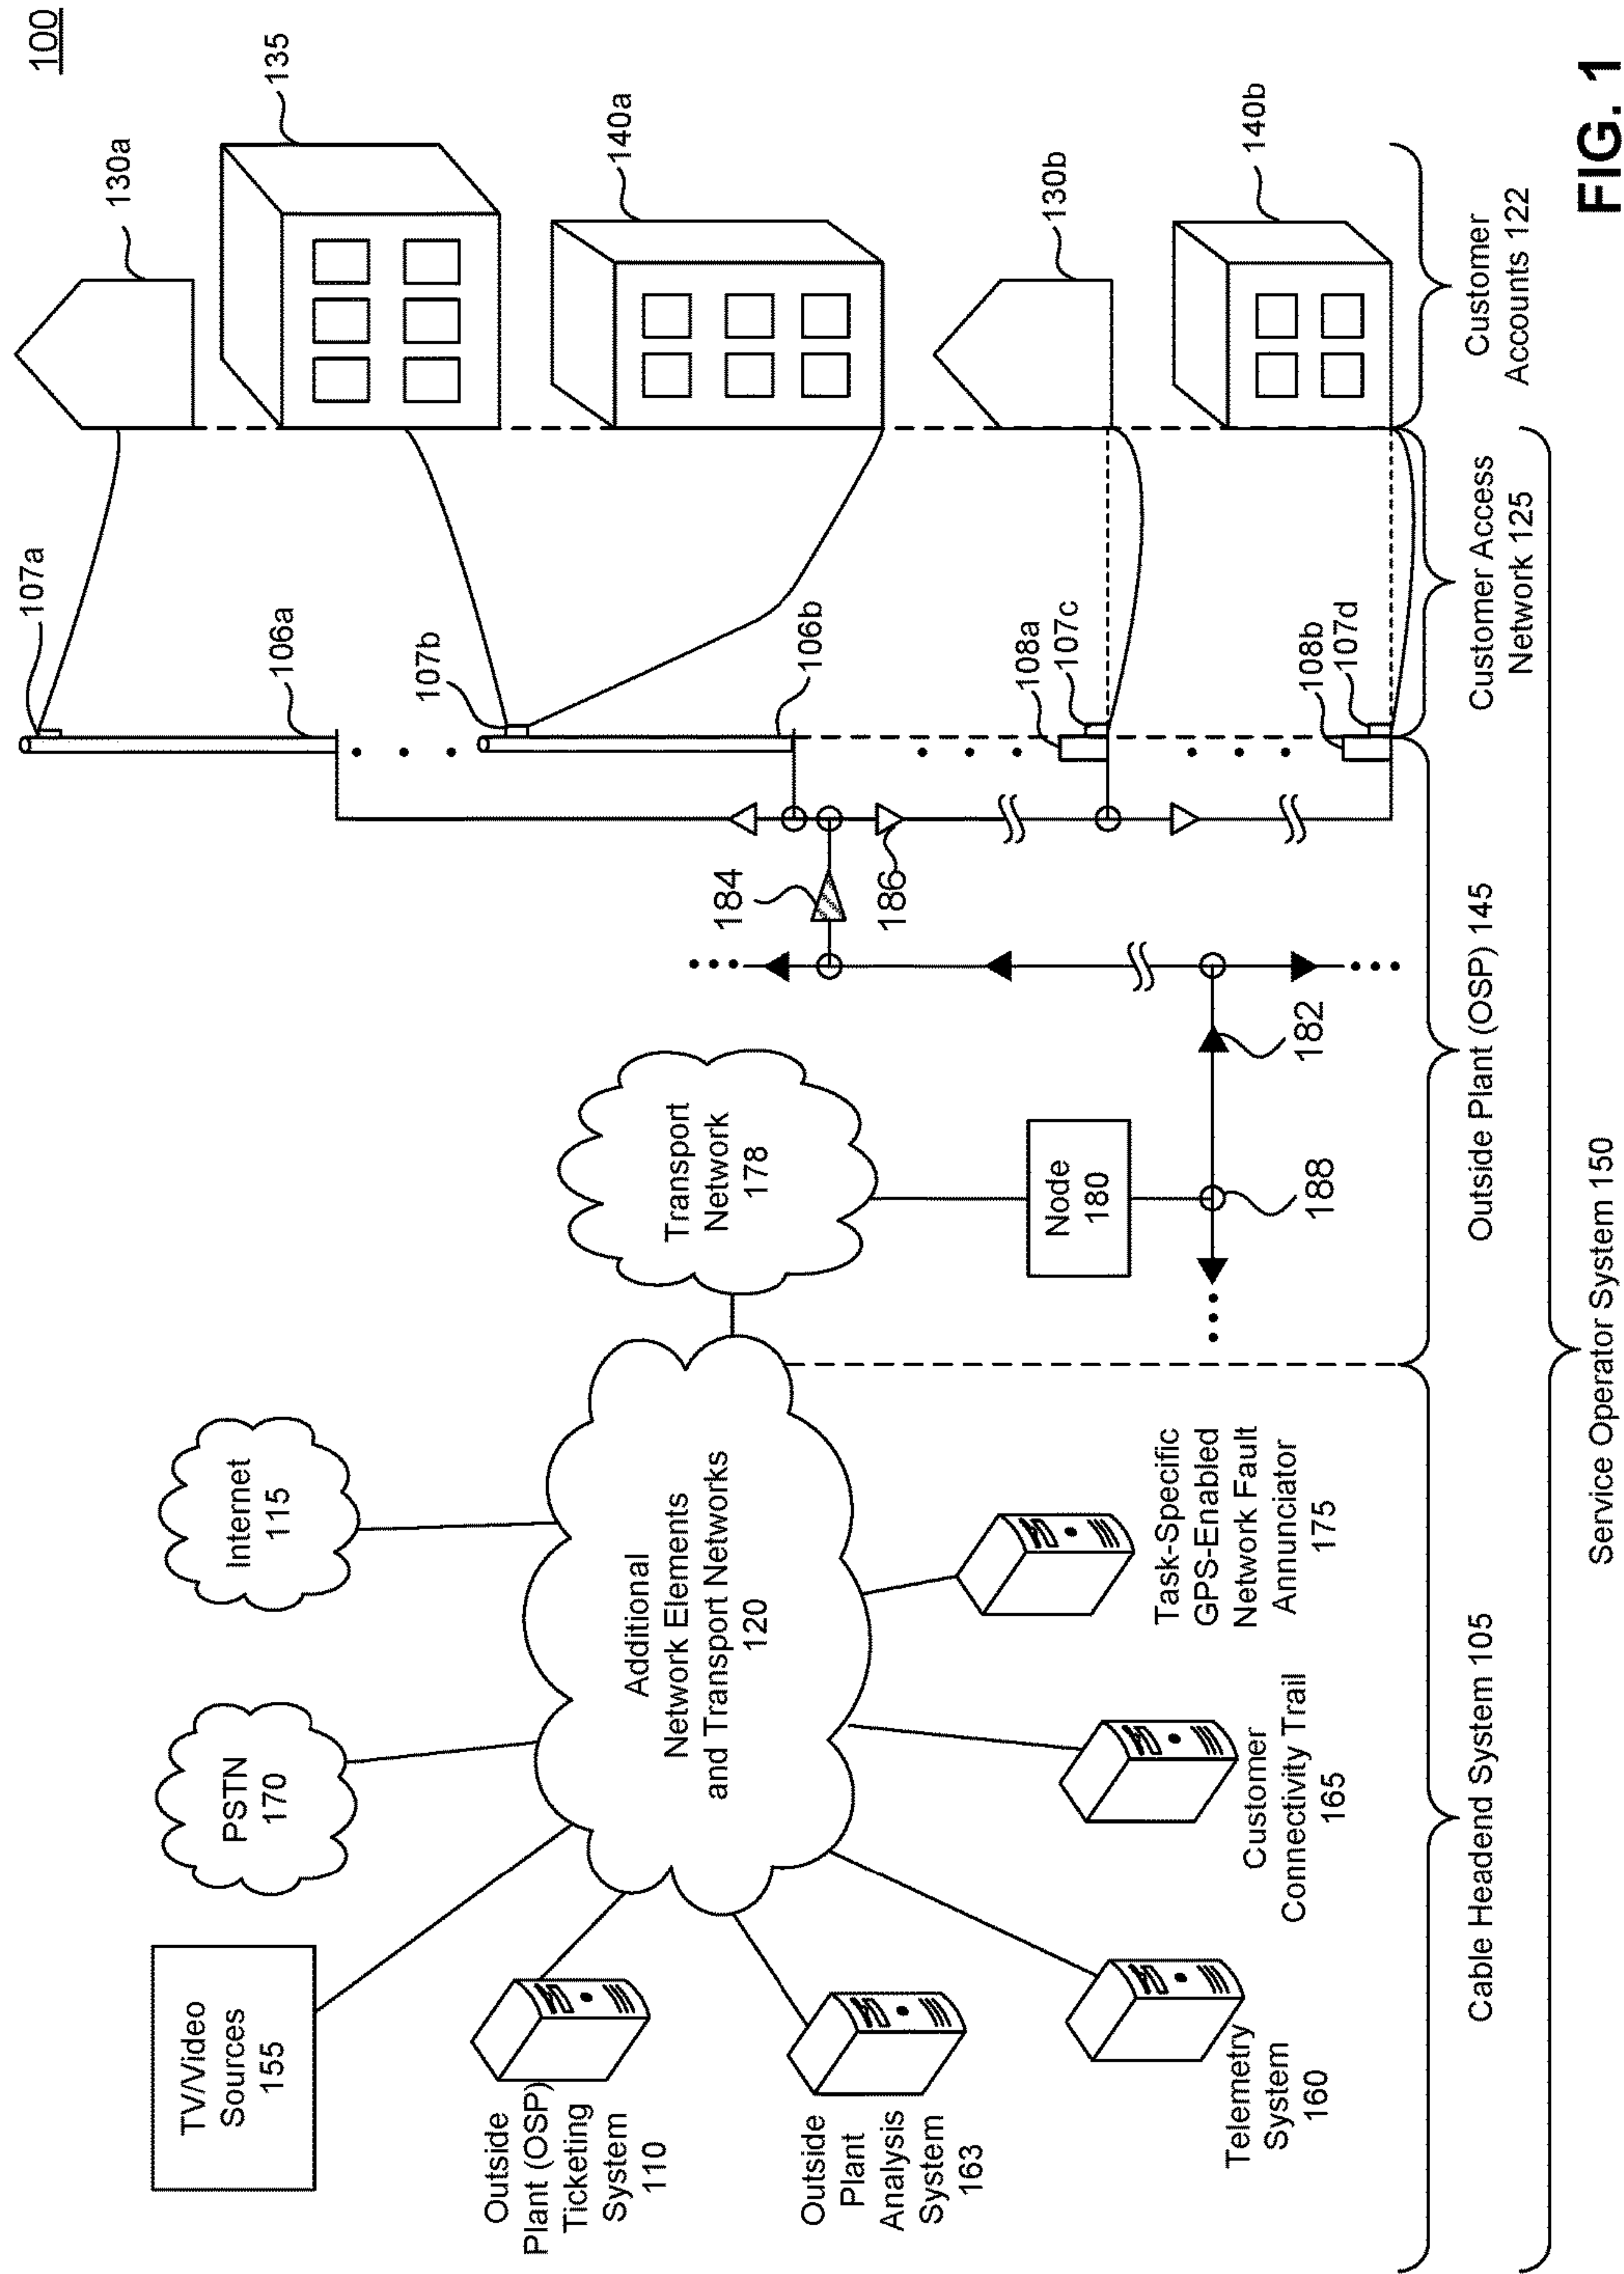 100
TV/Video
Sources
155
PSTN
170
Internet
115
Outside
Plant (OSP)
Ticketing
System
110
Additional
Network Elements
and Transport Networks
120
Transport
Network
178
Outside
Plant
Analysis
System
163
Telemetry
System
160
Customer
Connectivity Trail
165
Task-Specific
GPS-Enabled
Network Fault
Annunciator
175
Node
180
188
182
184
186
107a
106a
107b
106b
108a
107c
108b
107d
130a
135
140a
130b
140b
Cable Headend System 105
Outside Plant (OSP) 145
Customer Access
Network 125
Customer
Accounts 122
Service Operator System 150
FIG. 1